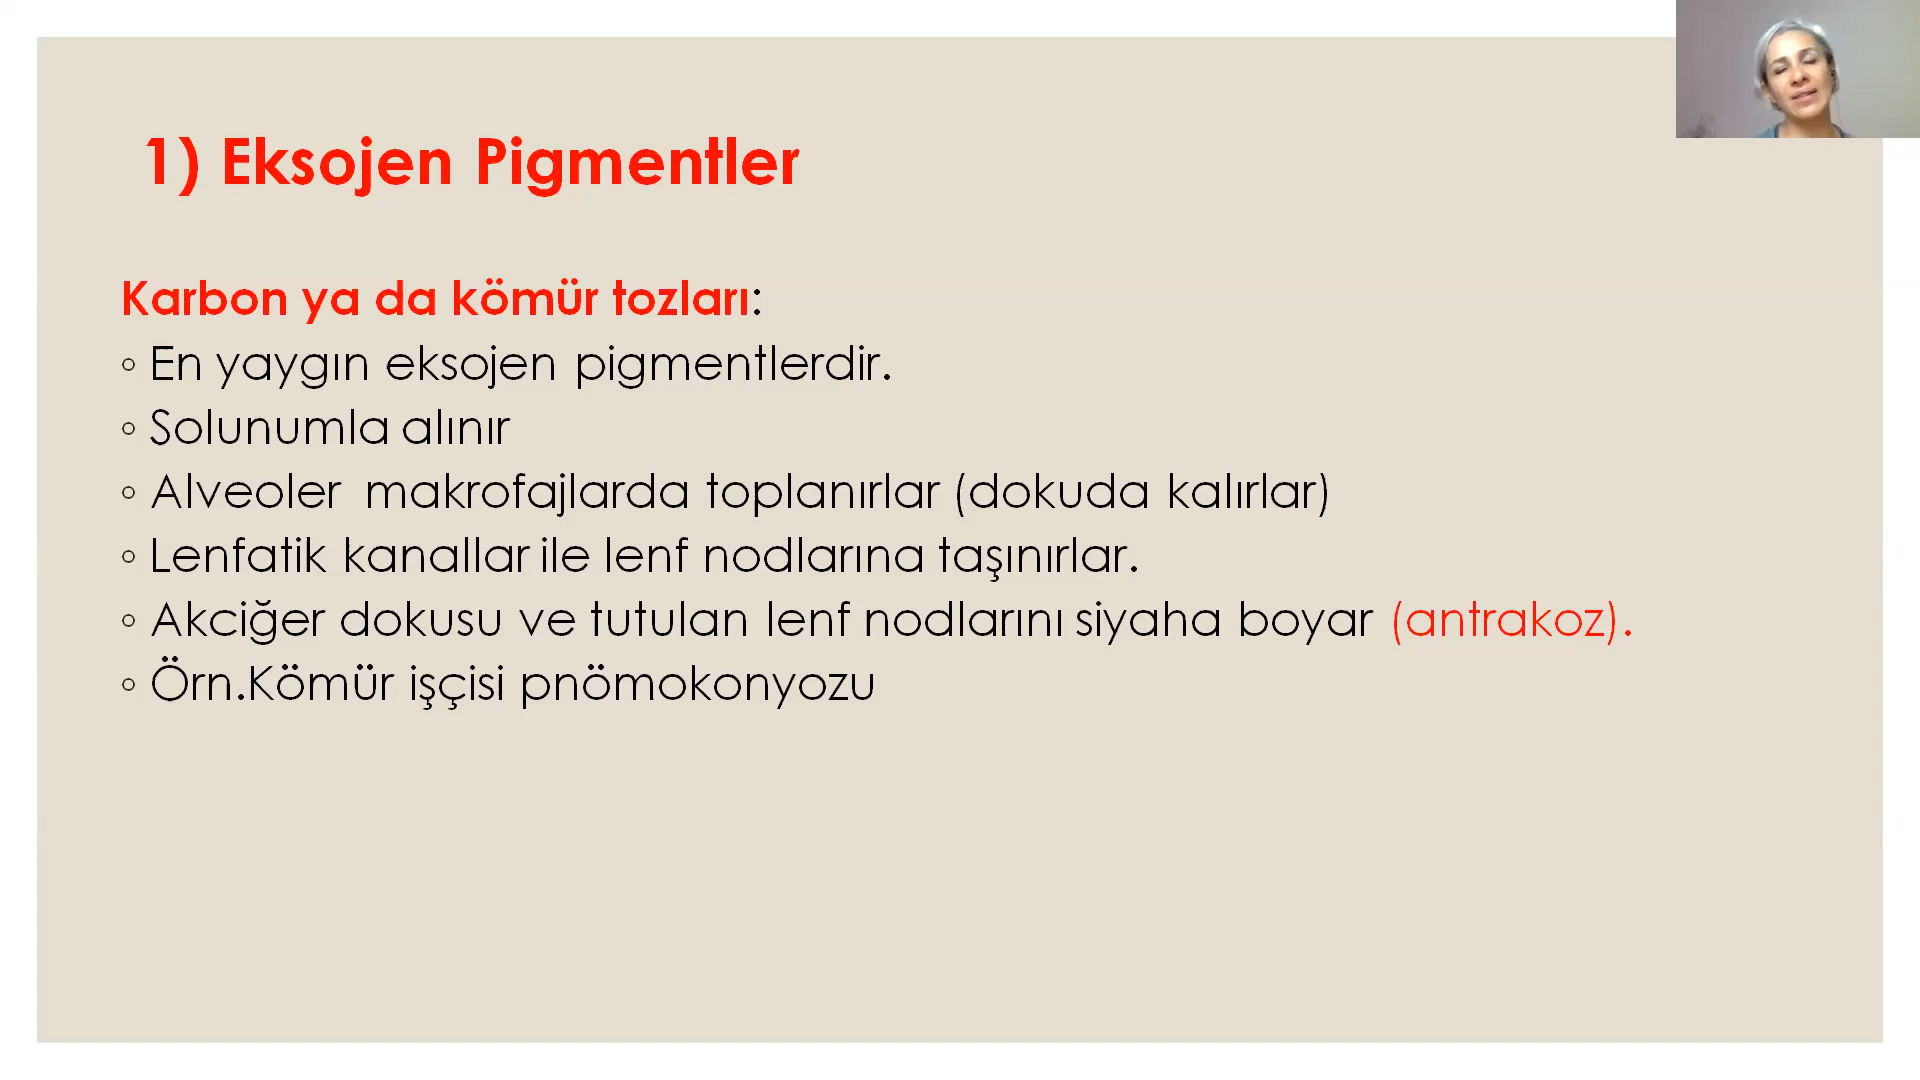 1) Eksojen Pigmentler
Karbon ya da kömür tozları:
◦ En yaygın eksojen pigmentlerdir.
◦ Solunumla alınır
◦ Alveoler makrofajlarda toplanırlar (dokuda kalırlar)
◦ Lenfatik kanallar ile lenf nodlarına taşınırlar.
◦ Akciğer dokusu ve tutulan lenf nodlarını siyaha boyar (antrakoz).
◦ Örn.Kömür işçisi pnömokonyozu